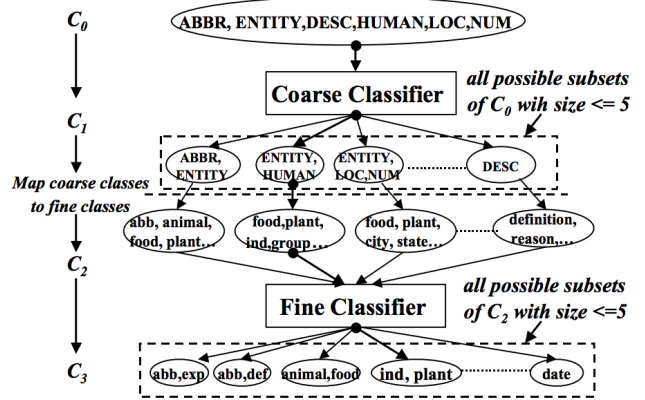 C0
ABBR, ENTITY,DESC,HUMAN,LOC,NUM
Coarse Classifier
all possible subsets
of C0 wih size <= 5
C1
ABBR,
ENTITY
ENTITY,
HUMAN
ENTITY,
LOC,NUM
DESC
Map coarse classes
to fine classes
abb, animal,
food, plant...
food,plant,
ind,group...
food, plant,
city, state...
definition,
reason,...
C2
Fine Classifier
all possible subsets
of C2 with size <=5
C3
abb,exp
abb,def
animal,food
ind, plant
date